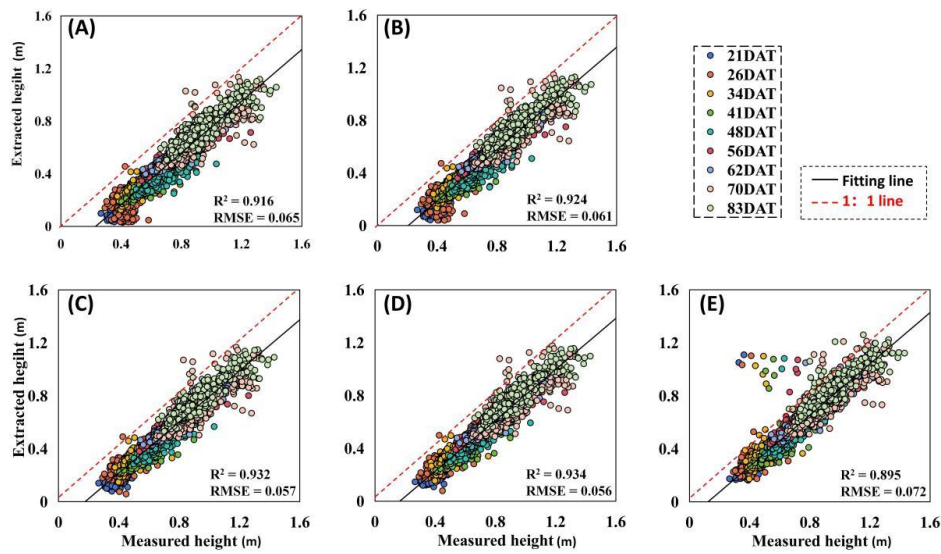 (A)
Extracted hegiht (m)
1.6
1.2
0.8
0.4
0
0 0.4 0.8 1.2 1.6
R² = 0.916
RMSE = 0.065
(B)
1.6
1.2
0.8
0.4
0
0 0.4 0.8 1.2 1.6
R² = 0.924
RMSE = 0.061
21DAT
26DAT
34DAT
41DAT
48DAT
56DAT
62DAT
70DAT
83DAT
Fitting line
1：1 line
(C)
Extracted hegiht (m)
1.6
1.2
0.8
0.4
0
0 0.4 0.8 1.2 1.6
R² = 0.932
RMSE = 0.057
Measured height (m)
(D)
1.6
1.2
0.8
0.4
0
0 0.4 0.8 1.2 1.6
R² = 0.934
RMSE = 0.056
Measured height (m)
(E)
1.6
1.2
0.8
0.4
0
0 0.4 0.8 1.2 1.6
R² = 0.895
RMSE = 0.072
Measured height (m)